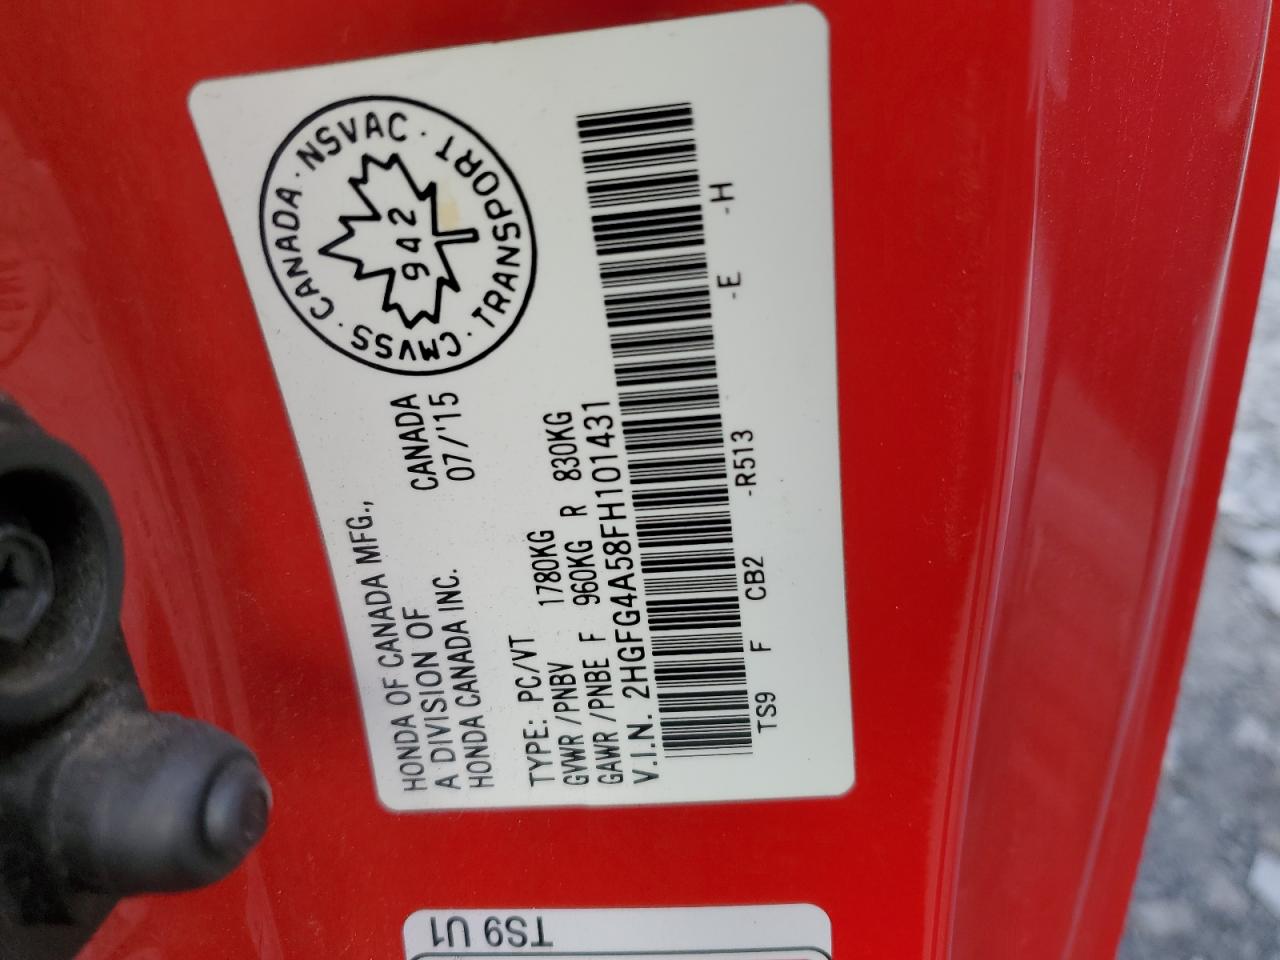 HONDA OF CANADA MFG.,
A DIVISION OF
HONDA CANADA INC.
CANADA
07/'15
CANADA · NSVAC · TRANSPORT · CMVSS ·
942
TYPE: PC/VT
GVWR/PNBV 1780KG
GAWR/PNBE F 960KG R 830KG
V.I.N. 2HGFG4A58FH101431
TS9 F CB2 -R513 -E -H
TS9 U1